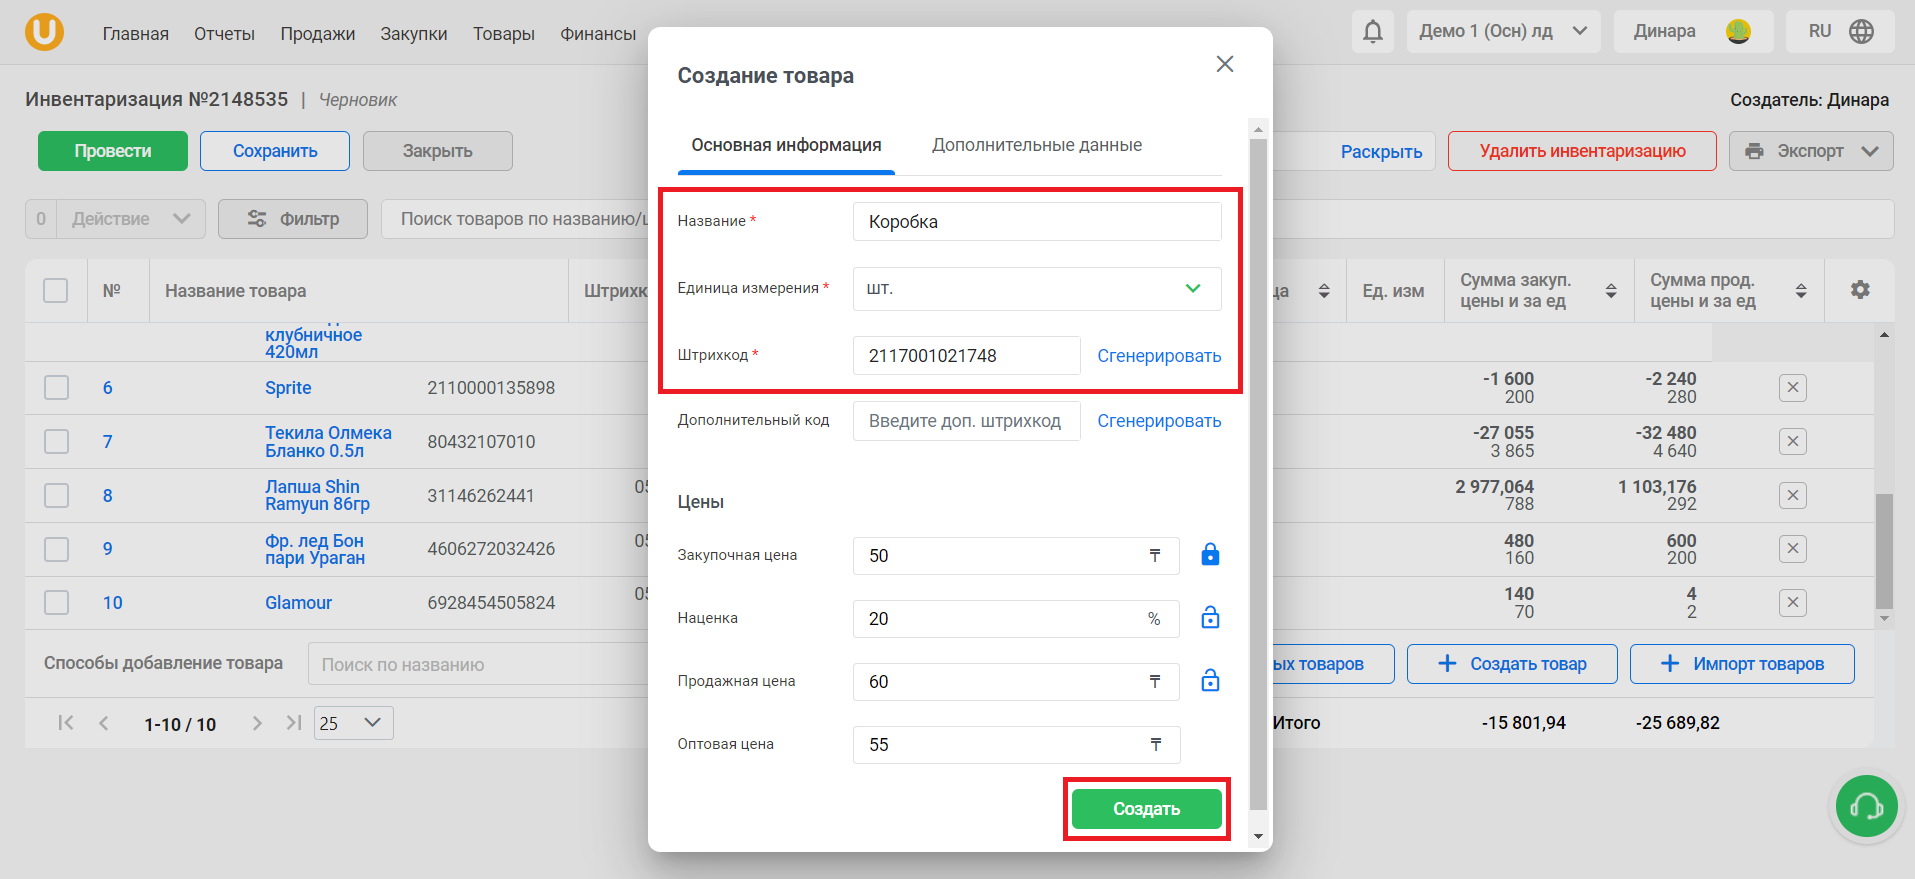 U
Главная Отчеты Продажи Закупки Товары Финансы
Демо 1 (Осн) лд
Динара
RU
Инвентаризация №2148535 | Черновик
Создатель: Динара
Провести
Сохранить
Закрыть
Раскрыть
Удалить инвентаризацию
Экспорт
0 Действие
Фильтр
Поиск товаров по названию/
№ Название товара Ед. изм Сумма закуп. цены и за ед Сумма прод. цены и за ед
клубничное
420мл
6 Sprite 2110000135898 -1 600 -2 240
200 280
7 Текила Олмека Бланко 0.5л 80432107010 -27 055 -32 480
3 865 4 640
8 Лапша Shin Ramyun 86гр 31146262441 2 977,064 1 103,176
788 292
9 Фр. лед Бон пари Ураган 4606272032426 480 600
160 200
10 Glamour 6928454505824 140 4
70 2
Способы добавление товара
Поиск по названию
товаров
+ Создать товар
+ Импорт товаров
1-10 / 10
25
Итого -15 801,94 -25 689,82
Создание товара
Основная информация
Дополнительные данные
Название * Коробка
Единица измерения * шт.
Штрихкод * 2117001021748 Сгенерировать
Дополнительный код Введите доп. штрихкод Сгенерировать
Цены
Закупочная цена 50 ₸
Наценка 20 %
Продажная цена 60 ₸
Оптовая цена 55 ₸
Создать